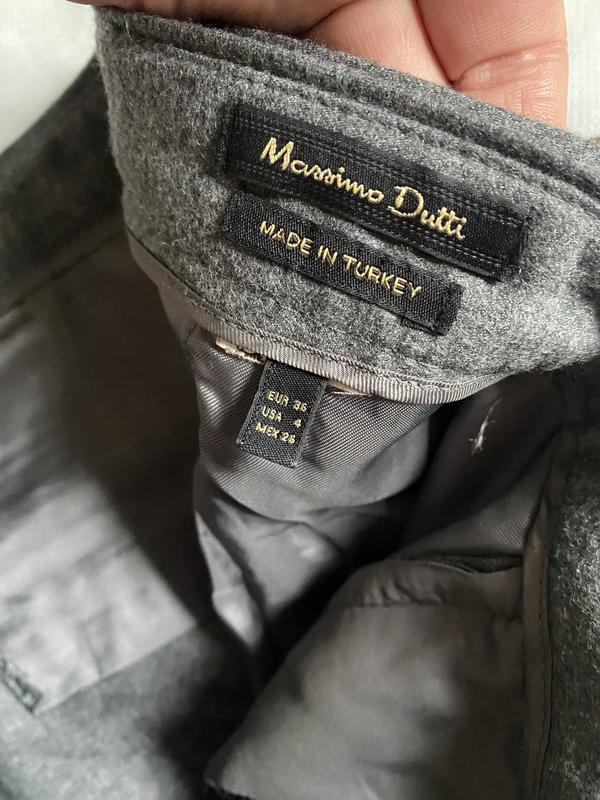 Massimo Dutti
MADE IN TURKEY
EUR 36
USA 4
MEX 26